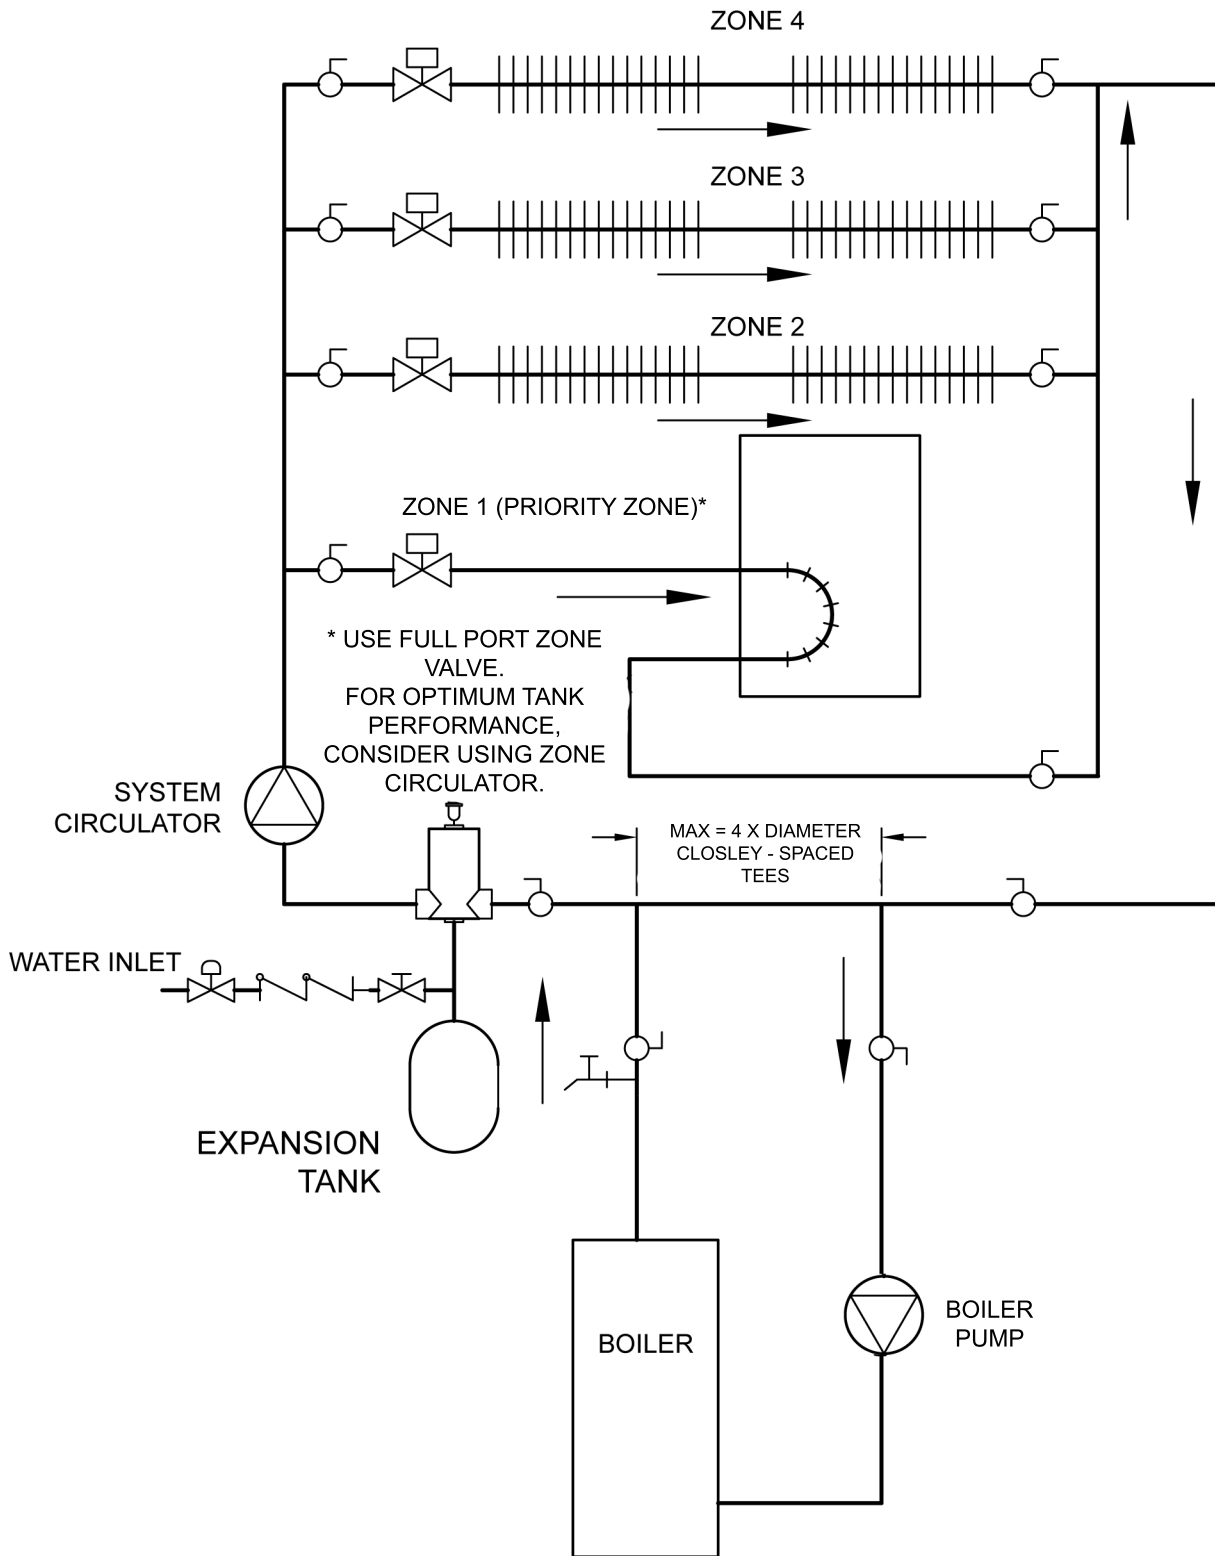 ZONE 4
ZONE 3
ZONE 2
ZONE 1 (PRIORITY ZONE)*
* USE FULL PORT ZONE
VALVE.
FOR OPTIMUM TANK
PERFORMANCE,
CONSIDER USING ZONE
CIRCULATOR.
SYSTEM
CIRCULATOR
MAX = 4 X DIAMETER
CLOSLEY - SPACED
TEES
WATER INLET
EXPANSION
TANK
BOILER
BOILER
PUMP